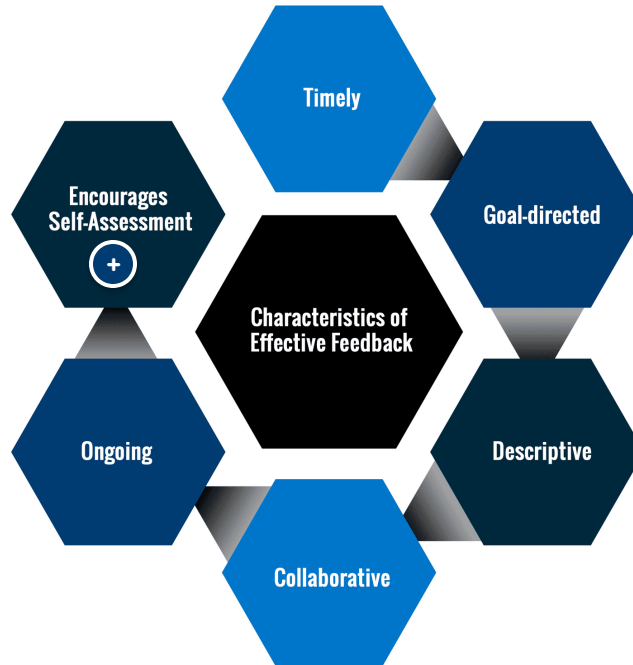 Timely
Goal-directed
Encourages
Self-Assessment
+
Characteristics of
Effective Feedback
Descriptive
Ongoing
Collaborative